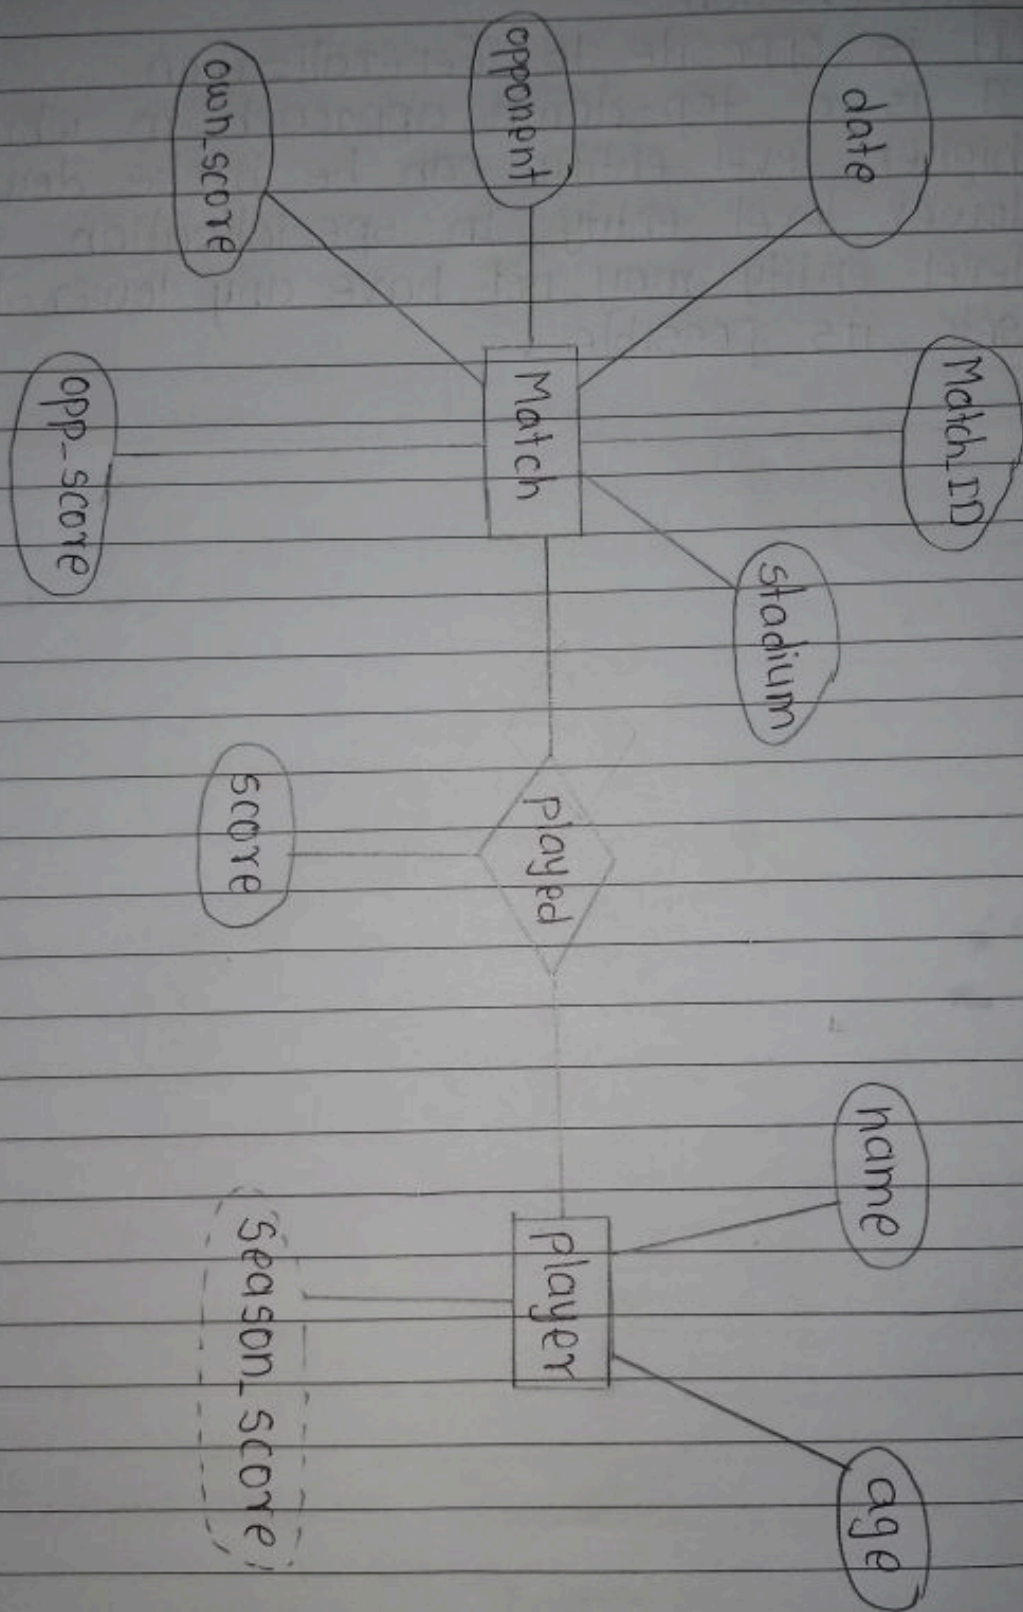 Match_ID
date
stadium
name
age
opponent
Match
played
player
own_score
opp_score
score
season_score